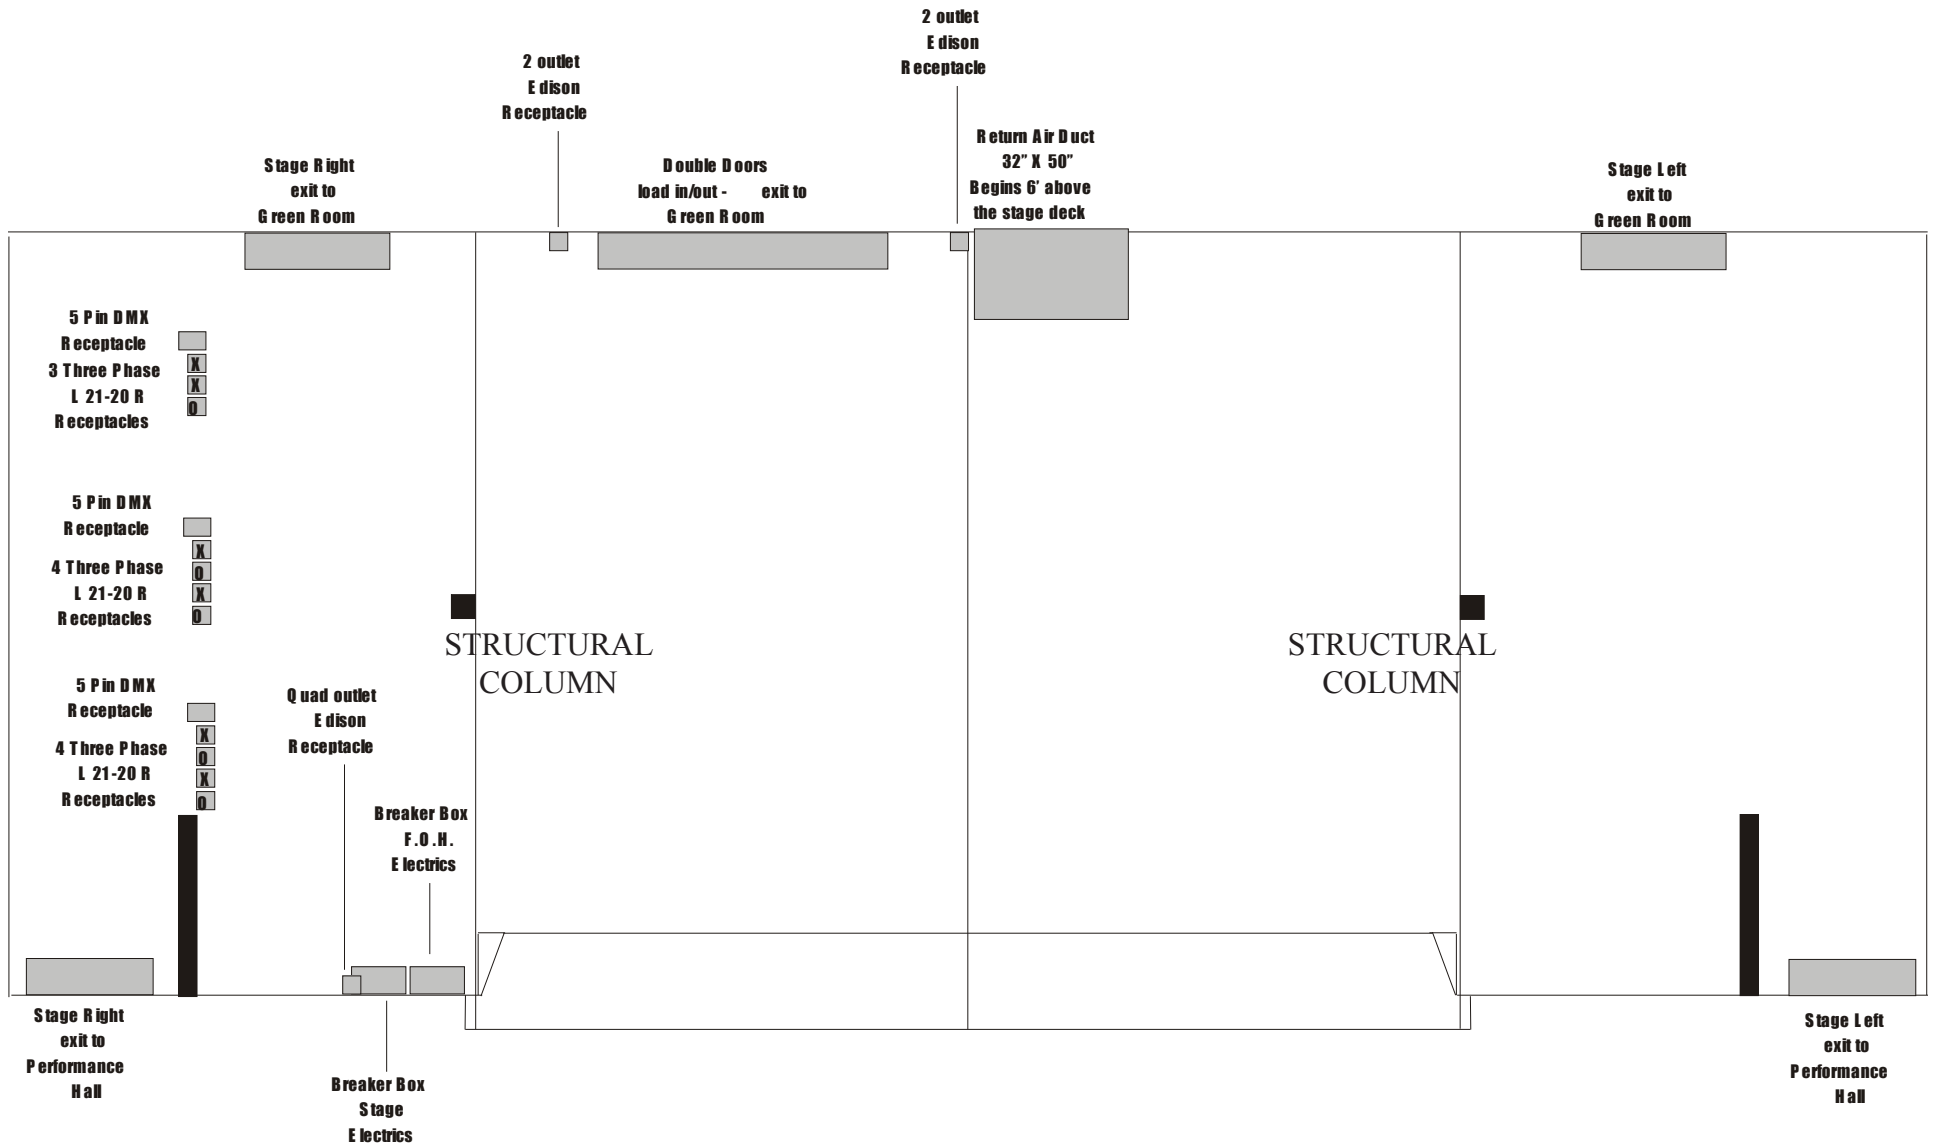 2 outlet
Edison
Receptacle
2 outlet
Edison
Receptacle
Return Air Duct
32” X 50”
Begins 6’ above
the stage deck
Stage Right
exit to
Green Room
Double Doors
load in/out - exit to
Green Room
Stage Left
exit to
Green Room
5 Pin DMX
Receptacle
3 Three Phase
L 21-20 R
Receptacles
X
X
O
5 Pin DMX
Receptacle
4 Three Phase
L 21-20 R
Receptacles
X
O
X
O
STRUCTURAL
COLUMN
STRUCTURAL
COLUMN
5 Pin DMX
Receptacle
4 Three Phase
L 21-20 R
Receptacles
X
O
X
O
Quad outlet
Edison
Receptacle
Breaker Box
F.O.H.
Electrics
Stage Right
exit to
Performance
Hall
Breaker Box
Stage
Electrics
Stage Left
exit to
Performance
Hall